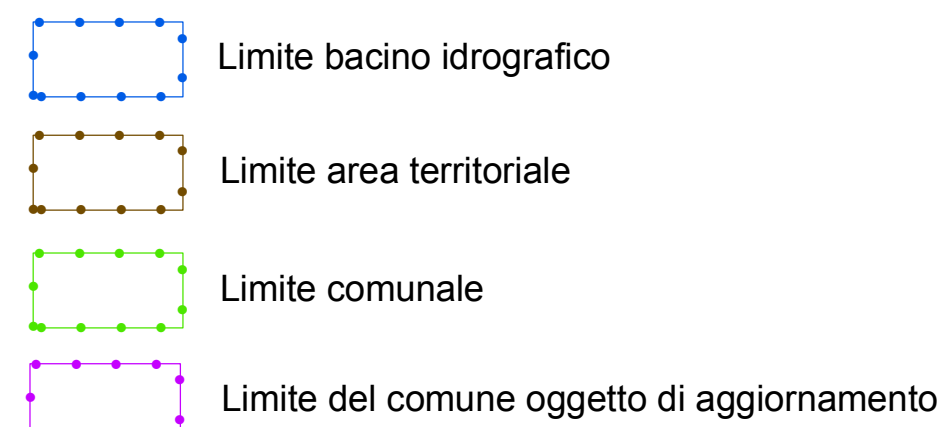 Limite bacino idrografico
Limite area territoriale
Limite comunale
Limite del comune oggetto di aggiornamento